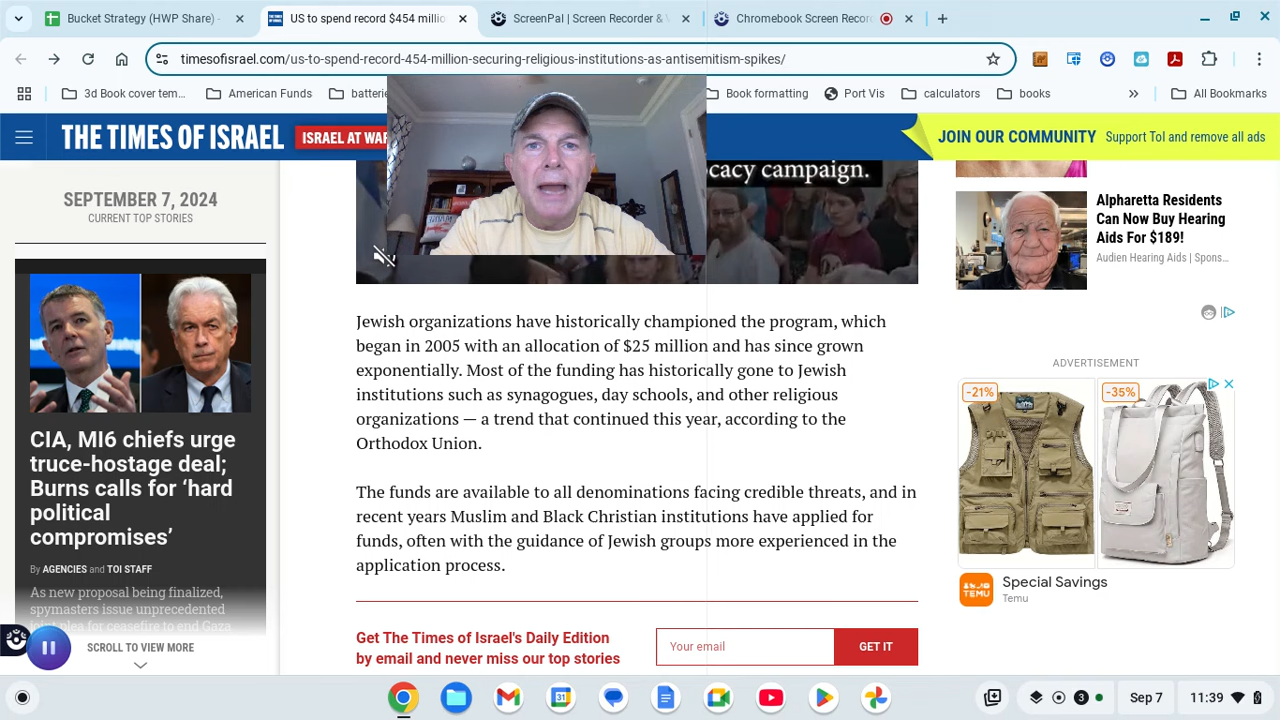 Bucket Strategy (HWP Share) -
US to spend record $454 millio
ScreenPal | Screen Recorder &
Chromebook Screen Recor
timesofisrael.com/us-to-spend-record-454-million-securing-religious-institutions-as-antisemitism-spikes/
3d Book cover tem...
American Funds
batterie
Book formatting
Port Vis
calculators
books
All Bookmarks
THE TIMES OF ISRAEL
ISRAEL AT WAR
JOIN OUR COMMUNITY Support ToI and remove all ads
SEPTEMBER 7, 2024
CURRENT TOP STORIES
CIA, MI6 chiefs urge
truce-hostage deal;
Burns calls for ‘hard
political
compromises’
By AGENCIES and TOI STAFF
As new proposal being finalized,
spymasters issue unprecedented
joint plea for ceasefire to end Gaza
SCROLL TO VIEW MORE
cacy campaign.
Jewish organizations have historically championed the program, which
began in 2005 with an allocation of $25 million and has since grown
exponentially. Most of the funding has historically gone to Jewish
institutions such as synagogues, day schools, and other religious
organizations — a trend that continued this year, according to the
Orthodox Union.
The funds are available to all denominations facing credible threats, and in
recent years Muslim and Black Christian institutions have applied for
funds, often with the guidance of Jewish groups more experienced in the
application process.
Get The Times of Israel's Daily Edition
by email and never miss our top stories
Your email
GET IT
Alpharetta Residents
Can Now Buy Hearing
Aids For $189!
Audien Hearing Aids | Spons...
ADVERTISEMENT
-21%
-35%
TEMU
Special Savings
Temu
31
3
Sep 7
11:39